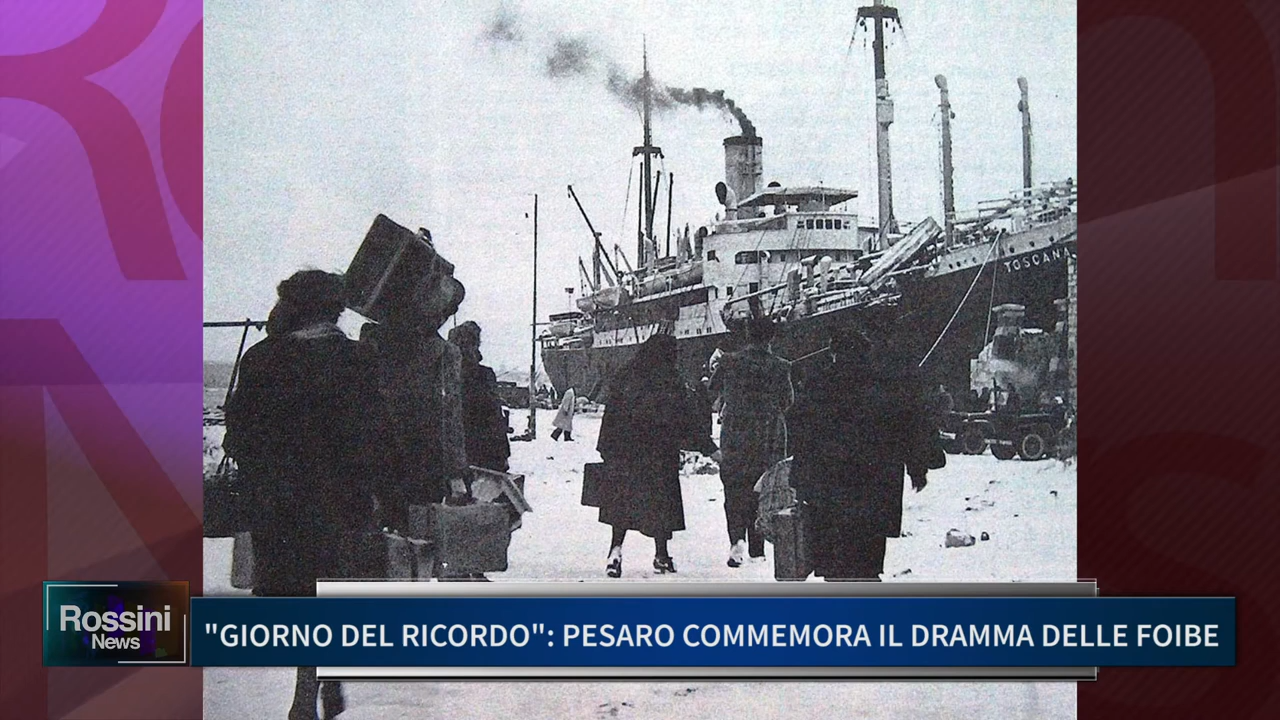 TOSCANA
Rossini
News
"GIORNO DEL RICORDO": PESARO COMMEMORA IL DRAMMA DELLE FOIBE